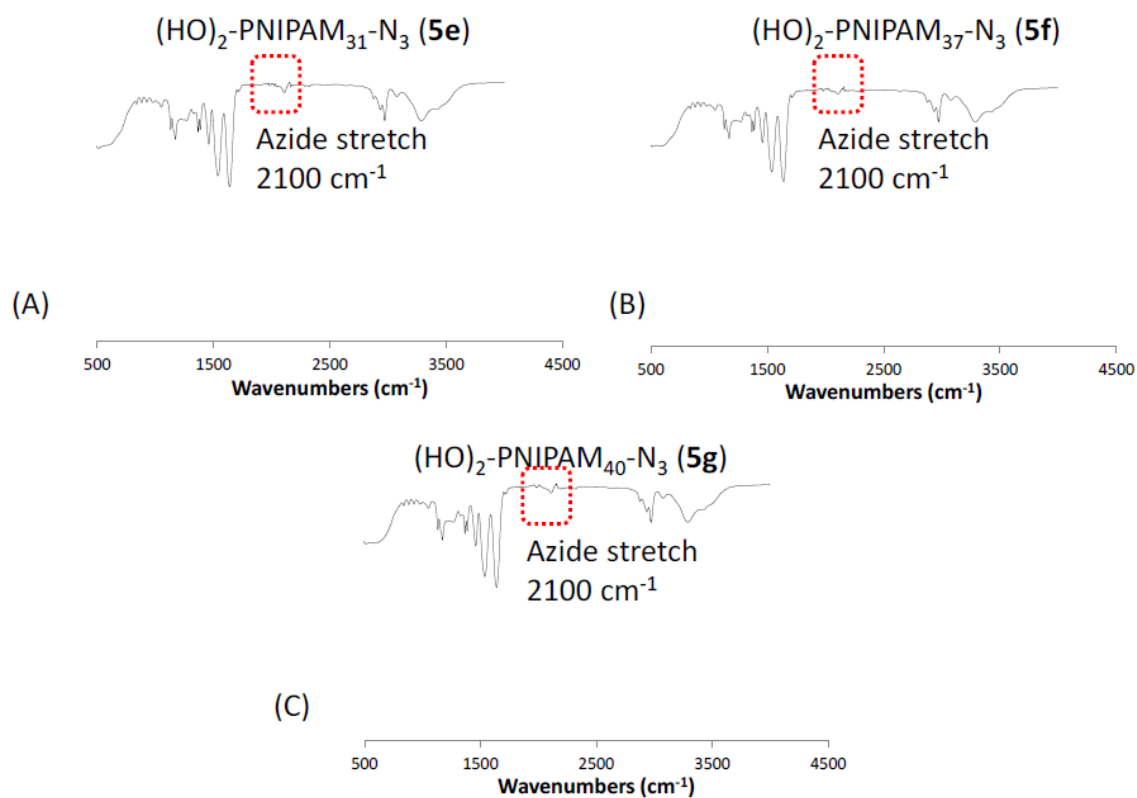 (HO)₂-PNIPAM₃₁-N₃ (5e)
Azide stretch
2100 cm⁻¹
(A)
500 1500 2500 3500 4500
Wavenumbers (cm⁻¹)
(HO)₂-PNIPAM₃₇-N₃ (5f)
Azide stretch
2100 cm⁻¹
(B)
500 1500 2500 3500 4500
Wavenumbers (cm⁻¹)
(HO)₂-PNIPAM₄₀-N₃ (5g)
Azide stretch
2100 cm⁻¹
(C)
500 1500 2500 3500 4500
Wavenumbers (cm⁻¹)